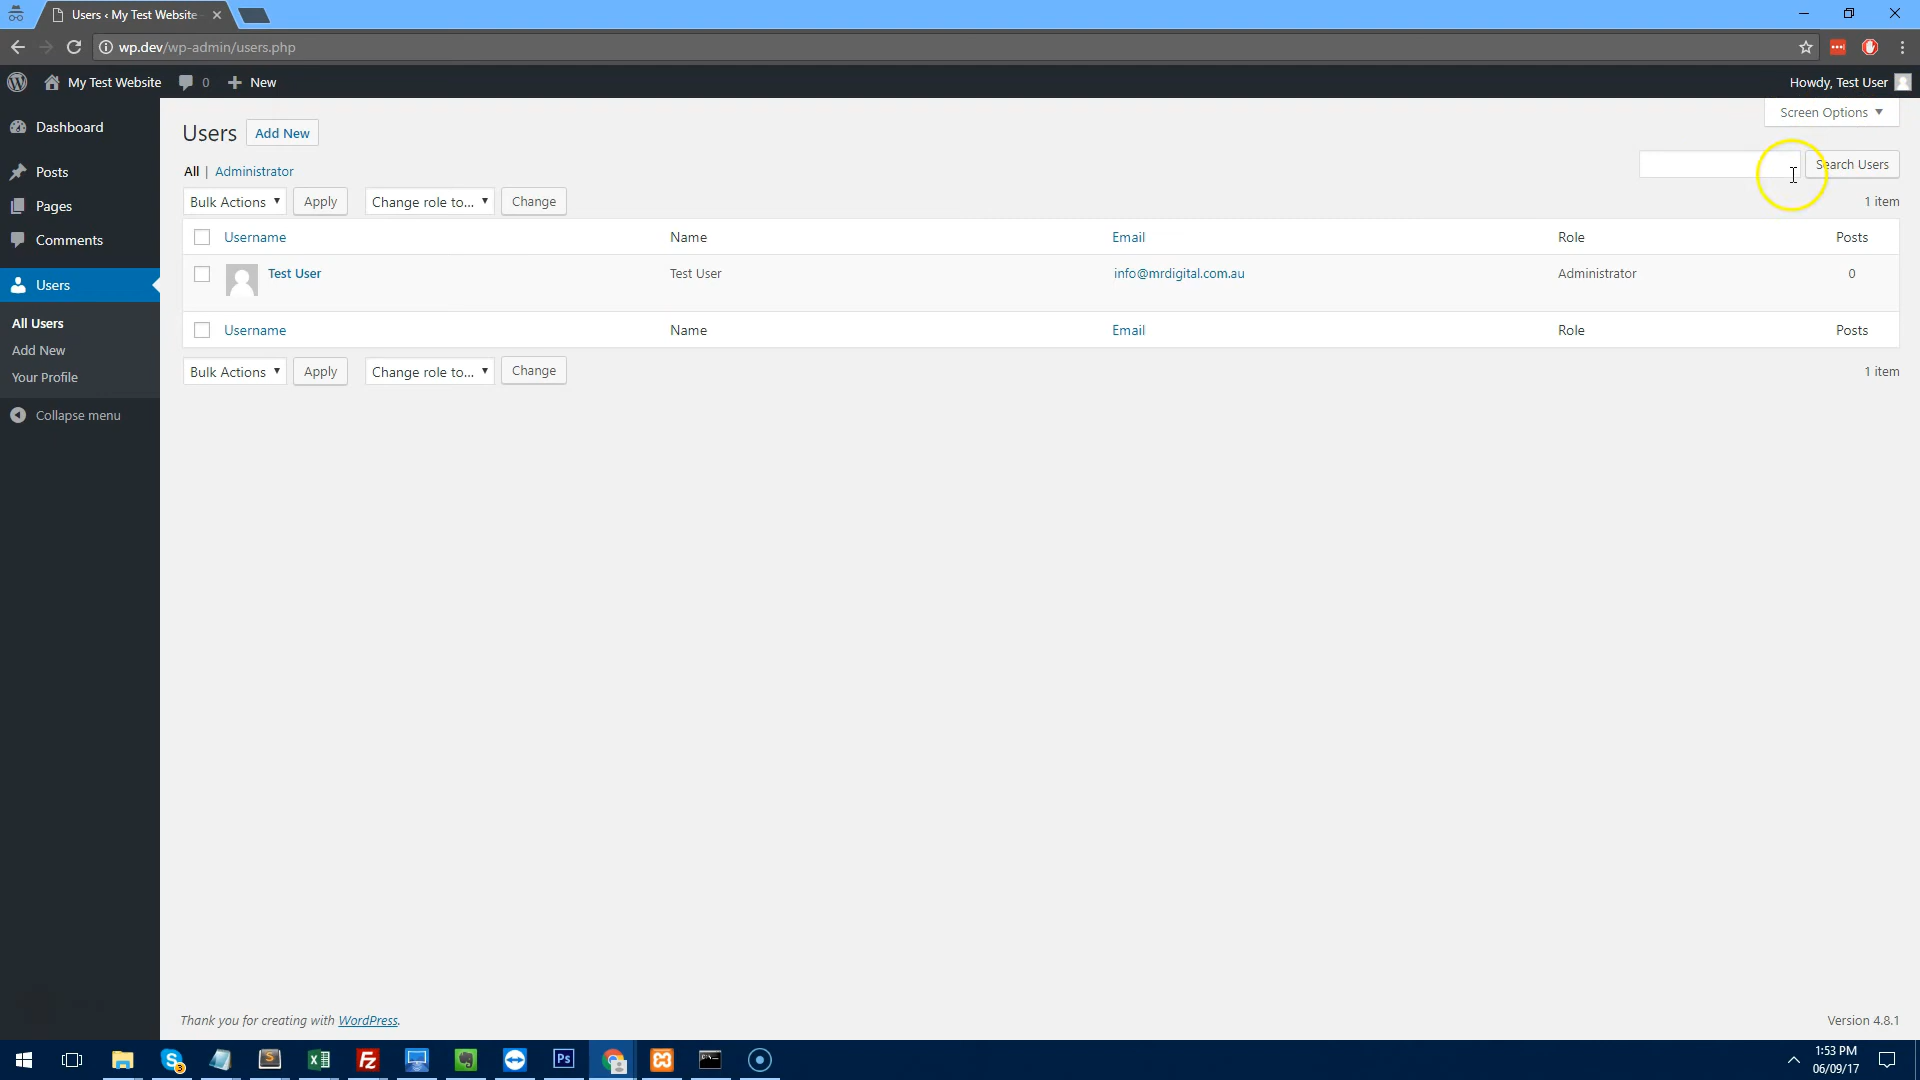 Users ‹ My Test Website
wp.dev/wp-admin/users.php
My Test Website 0 New Howdy, Test User
Screen Options
Dashboard
Posts
Pages
Comments
Users
All Users
Add New
Your Profile
Collapse menu
Users Add New
All | Administrator
Search Users
Bulk Actions Apply Change role to... Change 1 item
Username Name Email Role Posts
Test User Test User info@mrdigital.com.au Administrator 0
Username Name Email Role Posts
Bulk Actions Apply Change role to... Change 1 item
Thank you for creating with WordPress. Version 4.8.1
3
Ps
1:53 PM
06/09/17